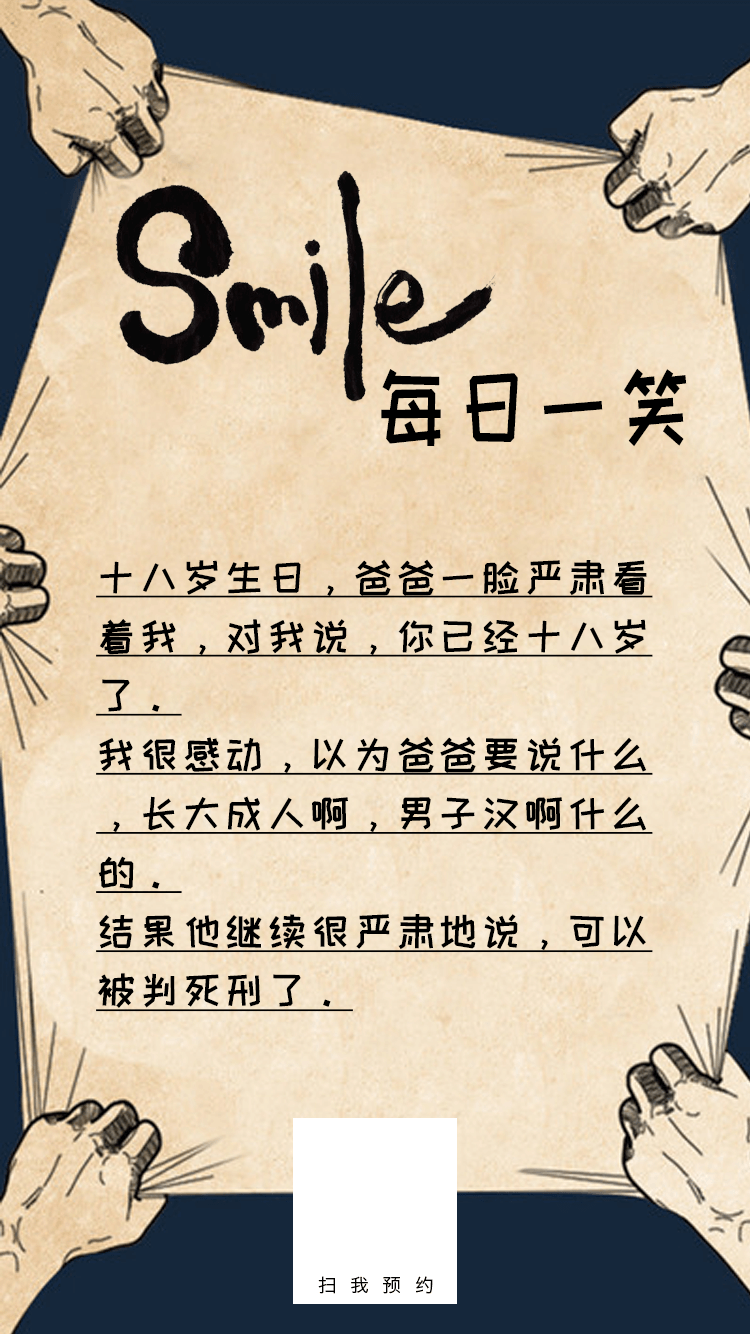 Smile
每日一笑
十八岁生日，爸爸一脸严肃看
着我，对我说，你已经十八岁
了．
我很感动，以为爸爸要说什么
，长大成人啊，男子汉啊什么
的．
结果他继续很严肃地说，可以
被判死刑了．
扫我预约